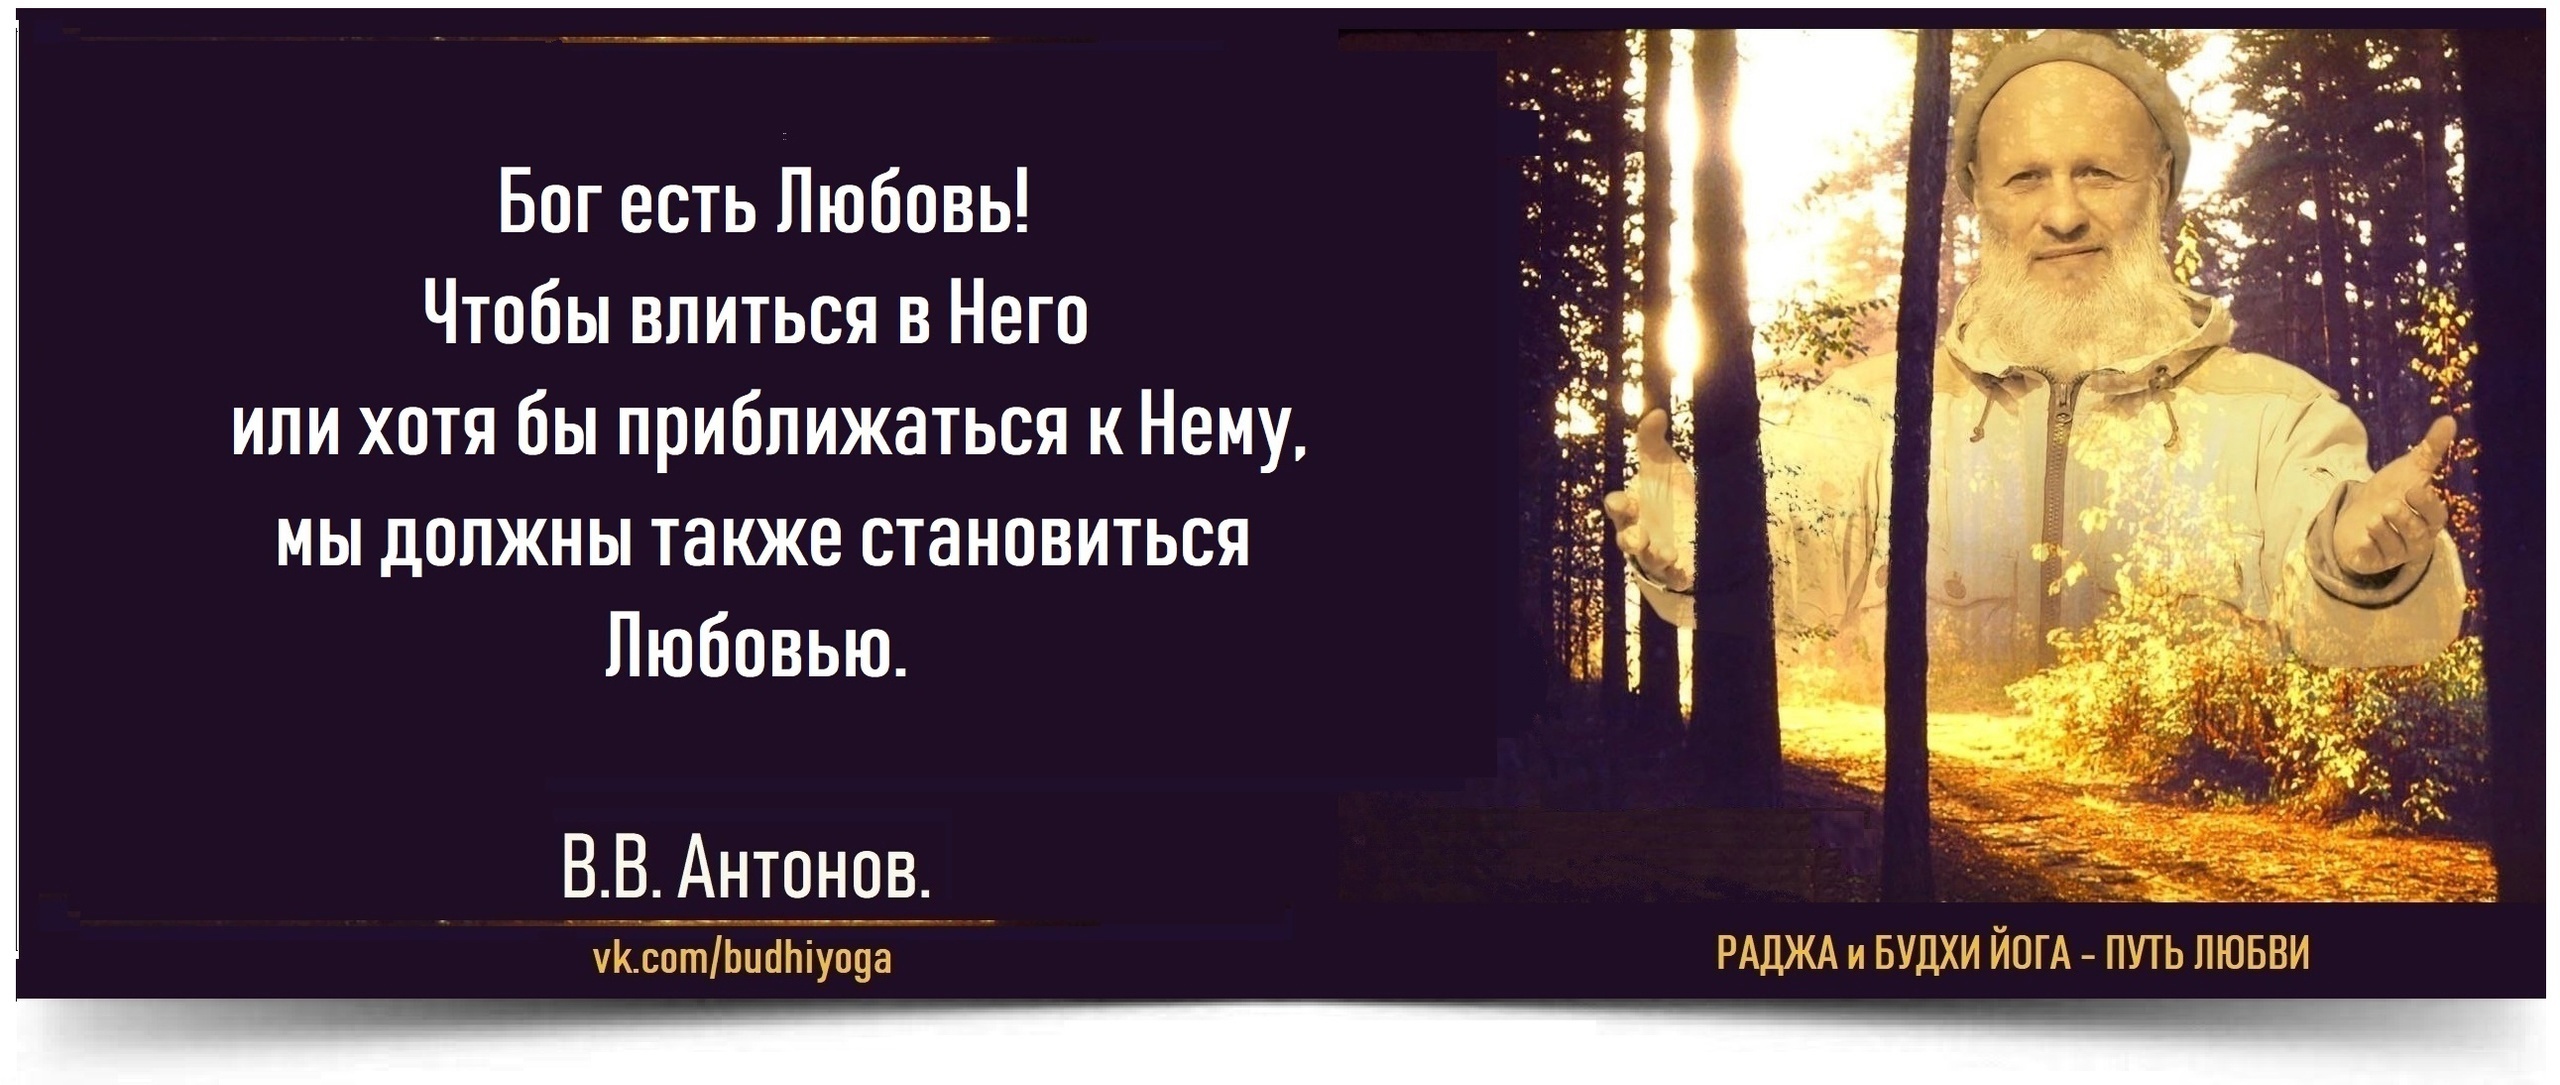 Бог есть Любовь!
Чтобы влиться в Него
или хотя бы приближаться к Нему,
мы должны также становиться
Любовью.
В.В. Антонов.
vk.com/budhiyoga
РАДЖА и БУДХИ ЙОГА - ПУТЬ ЛЮБВИ